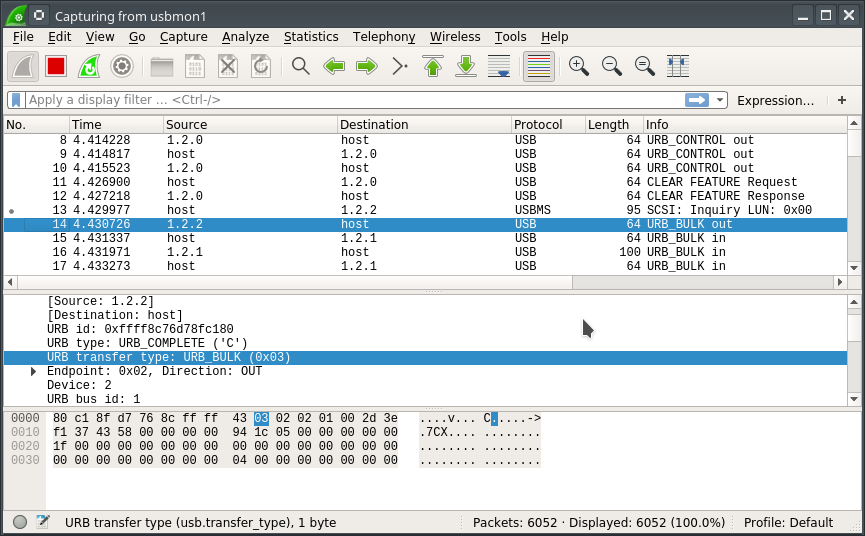 Capturing from usbmon1
File Edit View Go Capture Analyze Statistics Telephony Wireless Tools Help
Apply a display filter … <Ctrl-/> Expression… +
No. Time Source Destination Protocol Length Info
8 4.414228 1.2.0 host USB 64 URB_CONTROL out
9 4.414817 host 1.2.0 USB 64 URB_CONTROL out
10 4.415523 1.2.0 host USB 64 URB_CONTROL out
11 4.426900 host 1.2.0 USB 64 CLEAR FEATURE Request
12 4.427218 1.2.0 host USB 64 CLEAR FEATURE Response
13 4.429977 host 1.2.2 USBMS 95 SCSI: Inquiry LUN: 0x00
14 4.430726 1.2.2 host USB 64 URB_BULK out
15 4.431337 host 1.2.1 USB 64 URB_BULK in
16 4.431971 1.2.1 host USB 100 URB_BULK in
17 4.433273 host 1.2.1 USB 64 URB_BULK in
[Source: 1.2.2]
[Destination: host]
URB id: 0xffff8c76d78fc180
URB type: URB_COMPLETE ('C')
URB transfer type: URB_BULK (0x03)
Endpoint: 0x02, Direction: OUT
Device: 2
URB bus id: 1
0000 80 c1 8f d7 76 8c ff ff 43 03 02 02 01 00 2d 3e ....v... C.....->
0010 f1 37 43 58 00 00 00 00 94 1c 05 00 00 00 00 00 .7CX.... ........
0020 1f 00 00 00 00 00 00 00 00 00 00 00 00 00 00 00 ........ ........
0030 00 00 00 00 00 00 00 00 04 00 00 00 00 00 00 00 ........ ........
URB transfer type (usb.transfer_type), 1 byte Packets: 6052 · Displayed: 6052 (100.0%) Profile: Default